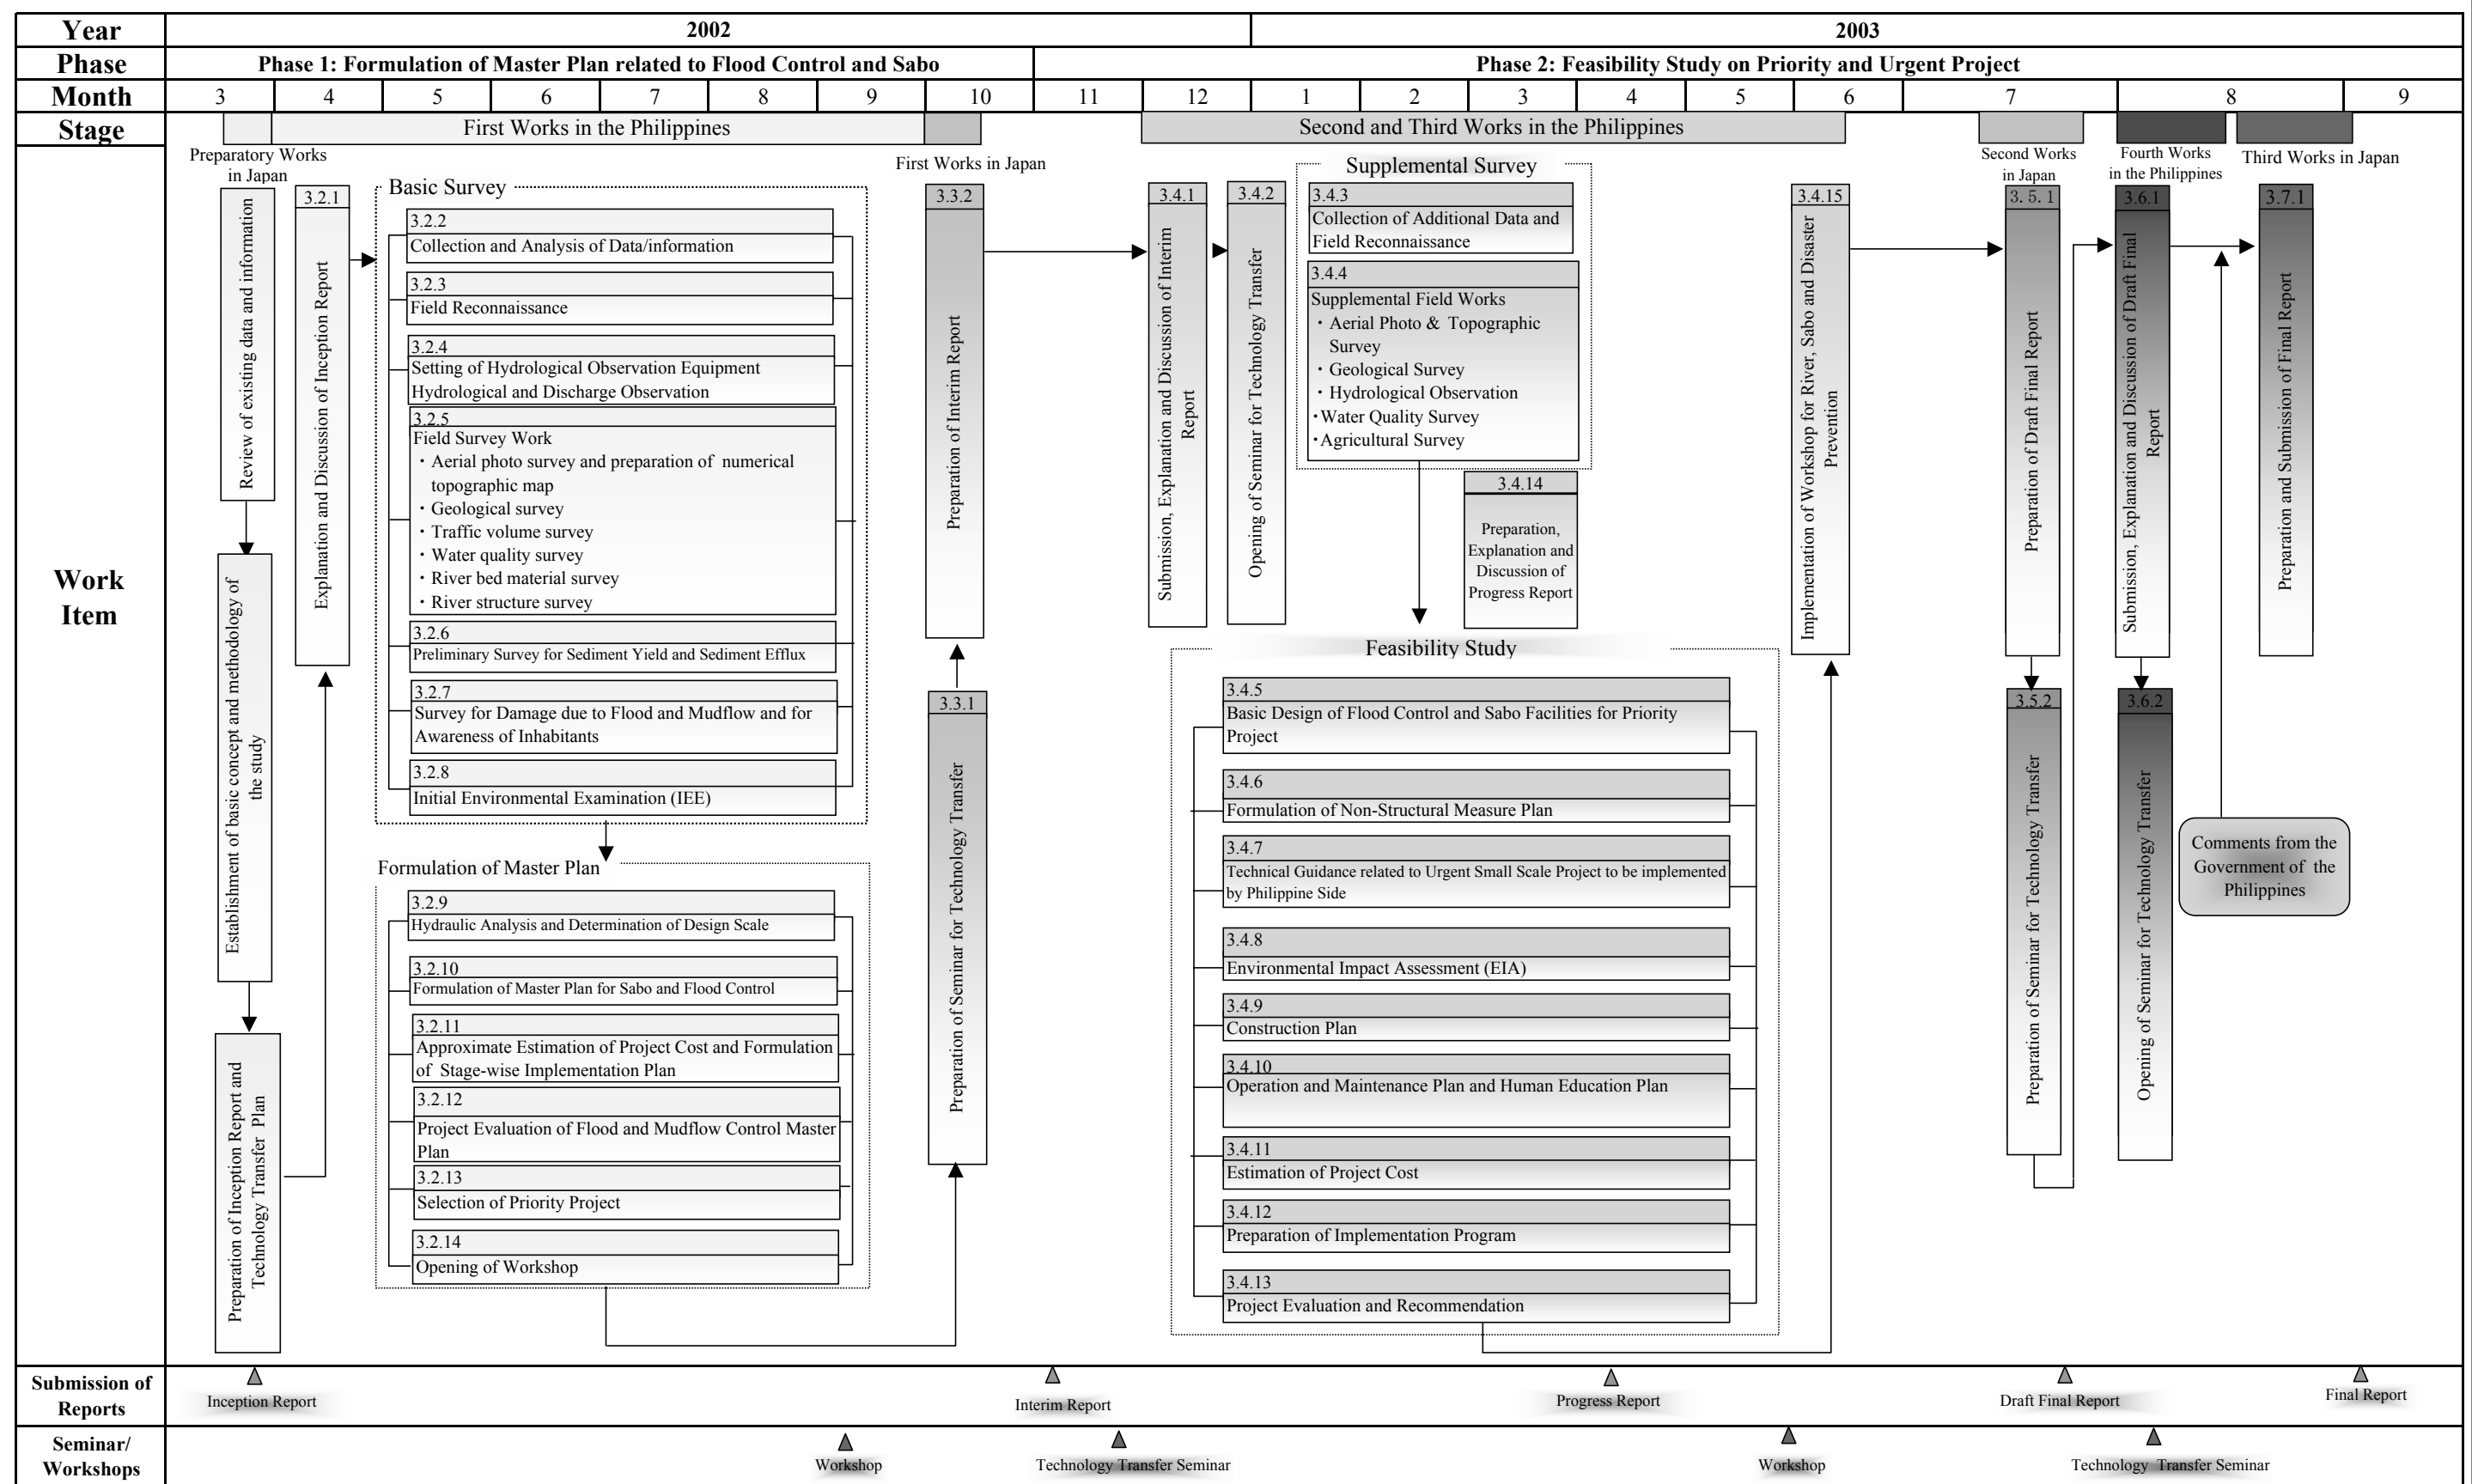 Year
2002
2003
Phase
Phase 1: Formulation of Master Plan related to Flood Control and Sabo
Phase 2: Feasibility Study on Priority and Urgent Project
Month
3
4
5
6
7
8
9
10
11
12
1
2
3
4
5
6
7
8
9
Stage
First Works in the Philippines
Second and Third Works in the Philippines
Preparatory Works
in Japan
First Works in Japan
Second Works
in Japan
Fourth Works
in the Philippines
Third Works in Japan
Work
Item
Review of existing data and information
Establishment of basic concept and methodology of
the study
Preparation of Inception Report and
Technology Transfer Plan
3.2.1
Explanation and Discussion of Inception Report
Basic Survey
3.2.2
Collection and Analysis of Data/information
3.2.3
Field Reconnaissance
3.2.4
Setting of Hydrological Observation Equipment
Hydrological and Discharge Observation
3.2.5
Field Survey Work
・Aerial photo survey and preparation of numerical
topographic map
・Geological survey
・Traffic volume survey
・Water quality survey
・River bed material survey
・River structure survey
3.2.6
Preliminary Survey for Sediment Yield and Sediment Efflux
3.2.7
Survey for Damage due to Flood and Mudflow and for
Awareness of Inhabitants
3.2.8
Initial Environmental Examination (IEE)
Formulation of Master Plan
3.2.9
Hydraulic Analysis and Determination of Design Scale
3.2.10
Formulation of Master Plan for Sabo and Flood Control
3.2.11
Approximate Estimation of Project Cost and Formulation
of Stage-wise Implementation Plan
3.2.12
Project Evaluation of Flood and Mudflow Control Master
Plan
3.2.13
Selection of Priority Project
3.2.14
Opening of Workshop
3.3.2
Preparation of Interim Report
3.3.1
Preparation of Seminar for Technology Transfer
3.4.1
Submission, Explanation and Discussion of Interim
Report
3.4.2
Opening of Seminar for Technology Transfer
Supplemental Survey
3.4.3
Collection of Additional Data and
Field Reconnaissance
3.4.4
Supplemental Field Works
・Aerial Photo & Topographic
Survey
・Geological Survey
・Hydrological Observation
・Water Quality Survey
・Agricultural Survey
3.4.14
Preparation,
Explanation and
Discussion of
Progress Report
Feasibility Study
3.4.5
Basic Design of Flood Control and Sabo Facilities for Priority
Project
3.4.6
Formulation of Non-Structural Measure Plan
3.4.7
Technical Guidance related to Urgent Small Scale Project to be implemented
by Philippine Side
3.4.8
Environmental Impact Assessment (EIA)
3.4.9
Construction Plan
3.4.10
Operation and Maintenance Plan and Human Education Plan
3.4.11
Estimation of Project Cost
3.4.12
Preparation of Implementation Program
3.4.13
Project Evaluation and Recommendation
3.4.15
Implementation of Workshop for River, Sabo and Disaster
Prevention
3. 5. 1
Preparation of Draft Final Report
3.5.2
Preparation of Seminar for Technology Transfer
3.6.1
Submission, Explanation and Discussion of Draft Final
Report
3.6.2
Opening of Seminar for Technology Transfer
3.7.1
Preparation and Submission of Final Report
Comments from the
Government of the
Philippines
Submission of
Reports
Inception Report
Interim Report
Progress Report
Draft Final Report
Final Report
Seminar/
Workshops
Workshop
Technology Transfer Seminar
Workshop
Technology Transfer Seminar